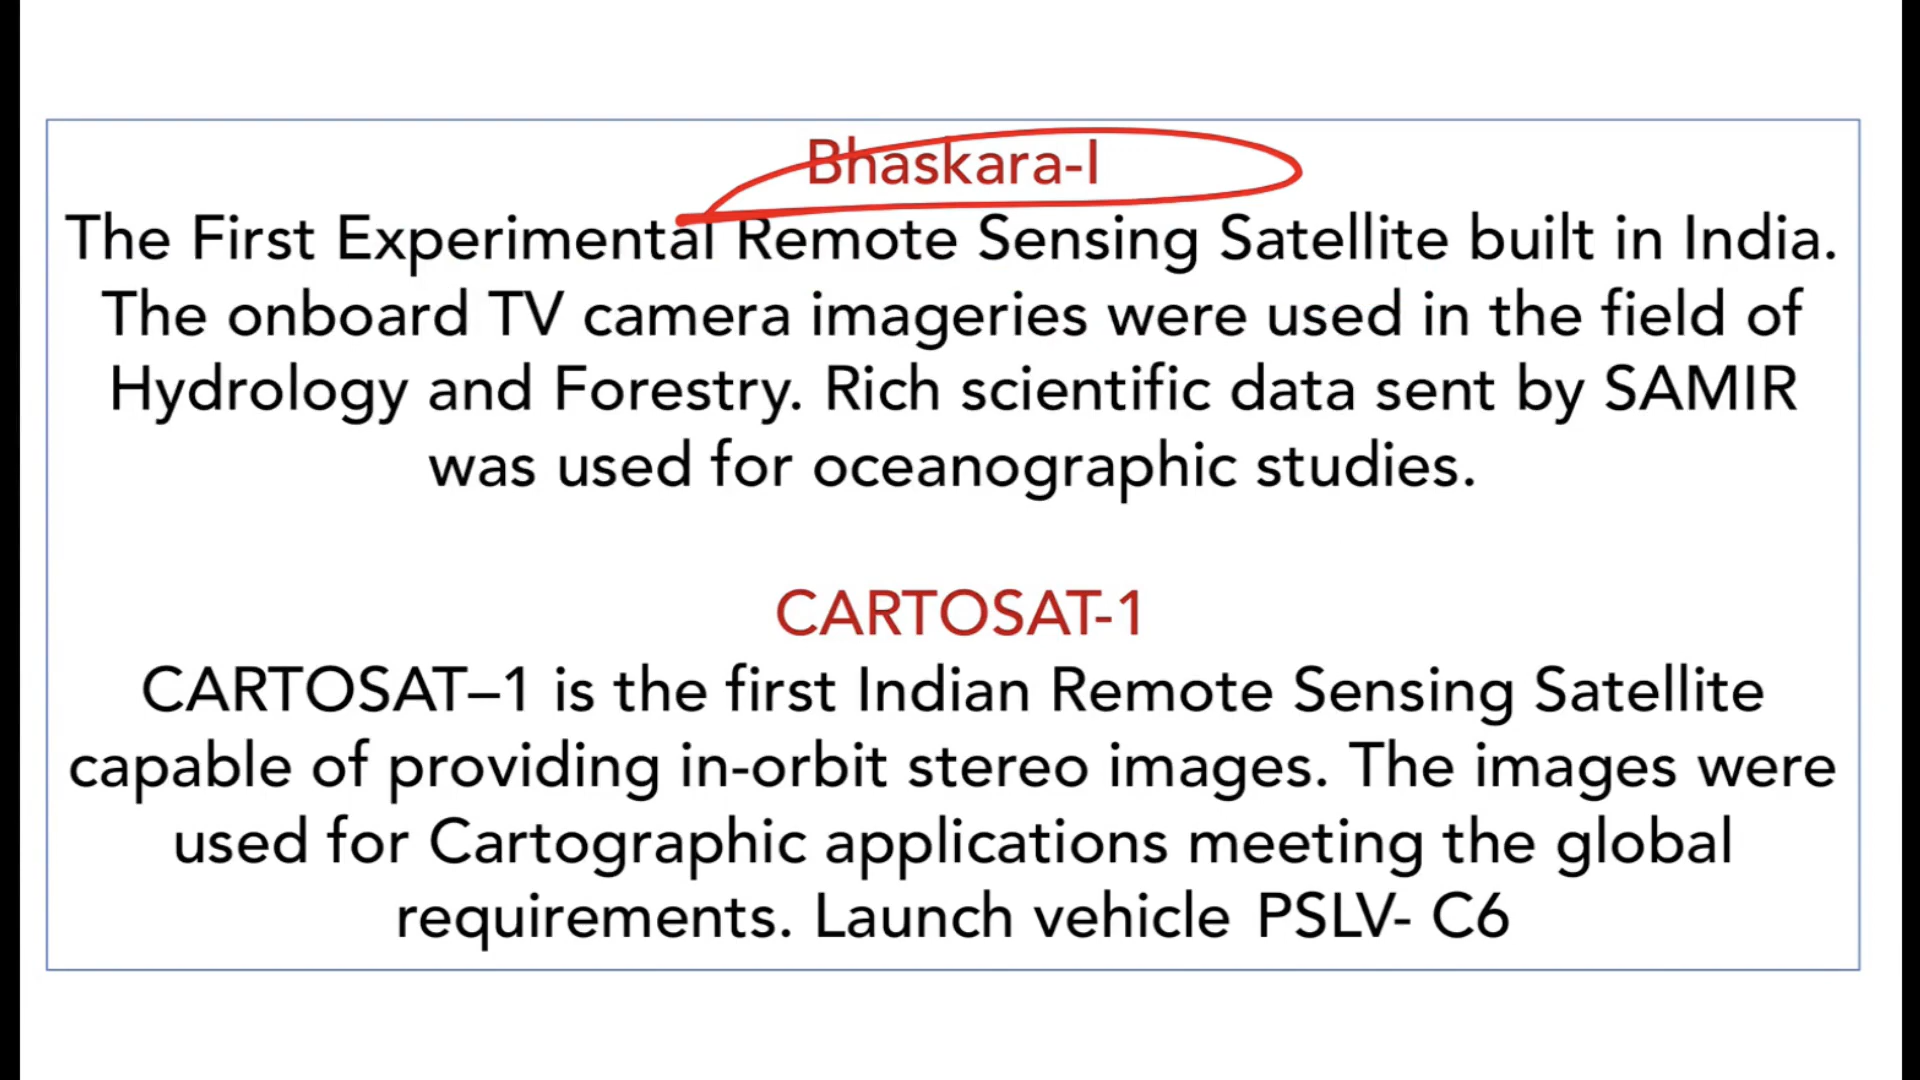 Bhaskara-I
The First Experimental Remote Sensing Satellite built in India.
The onboard TV camera imageries were used in the field of
Hydrology and Forestry. Rich scientific data sent by SAMIR
was used for oceanographic studies.
CARTOSAT-1
CARTOSAT–1 is the first Indian Remote Sensing Satellite
capable of providing in-orbit stereo images. The images were
used for Cartographic applications meeting the global
requirements. Launch vehicle PSLV- C6